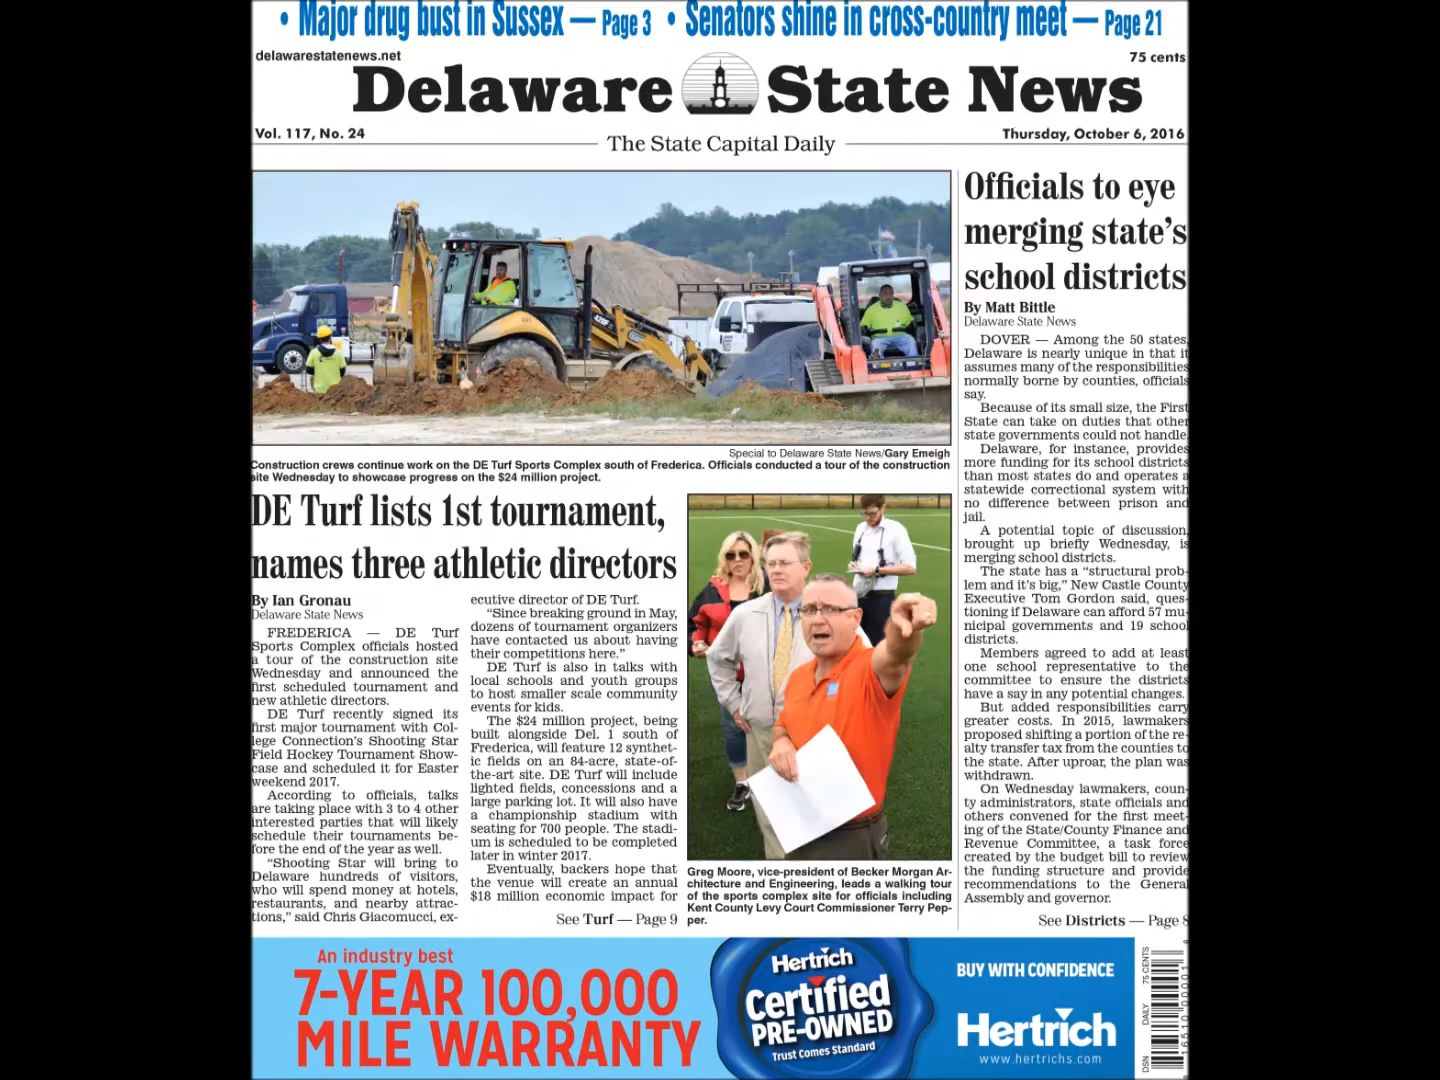 • Major drug bust in Sussex — Page 3 • Senators shine in cross-country meet — Page 21
delawarestatenews.net
75 cents
Delaware State News
Vol. 117, No. 24
The State Capital Daily
Thursday, October 6, 2016
Special to Delaware State News/Gary Emeigh
Construction crews continue work on the DE Turf Sports Complex south of Frederica. Officials conducted a tour of the construction
site Wednesday to showcase progress on the $24 million project.
DE Turf lists 1st tournament,
names three athletic directors
By Ian Gronau
Delaware State News
FREDERICA — DE Turf
Sports Complex officials hosted
a tour of the construction site
Wednesday and announced the
first scheduled tournament and
new athletic directors.
DE Turf recently signed its
first major tournament with Col-
lege Connection's Shooting Star
Field Hockey Tournament Show-
case and scheduled it for Easter
weekend 2017.
According to officials, talks
are taking place with 3 to 4 other
interested parties that will likely
schedule their tournaments be-
fore the end of the year as well.
"Shooting Star will bring to
Delaware hundreds of visitors,
who will spend money at hotels,
restaurants, and nearby attrac-
tions," said Chris Giacomucci, ex-
ecutive director of DE Turf.
"Since breaking ground in May,
dozens of tournament organizers
have contacted us about having
their competitions here."
DE Turf is also in talks with
local schools and youth groups
to host smaller scale community
events for kids.
The $24 million project, being
built alongside Del. 1 south of
Frederica, will feature 12 synthet-
ic fields on an 84-acre, state-of-
the-art site. DE Turf will include
lighted fields, concessions and a
large parking lot. It will also have
a championship stadium with
seating for 700 people. The stadi-
um is scheduled to be completed
later in winter 2017.
Eventually, backers hope that
the venue will create an annual
$18 million economic impact for
See Turf — Page 9
Greg Moore, vice-president of Becker Morgan Ar-
chitecture and Engineering, leads a walking tour
of the sports complex site for officials including
Kent County Levy Court Commissioner Terry Pep-
per.
Officials to eye
merging state's
school districts
By Matt Bittle
Delaware State News
DOVER — Among the 50 states,
Delaware is nearly unique in that it
assumes many of the responsibilities
normally borne by counties, officials
say.
Because of its small size, the First
State can take on duties that other
state governments could not handle.
Delaware, for instance, provides
more funding for its school districts
than most states do and operates a
statewide correctional system with
no difference between prison and
jail.
A potential topic of discussion,
brought up briefly Wednesday, is
merging school districts.
The state has a "structural prob-
lem and it's big," New Castle County
Executive Tom Gordon said, ques-
tioning if Delaware can afford 57 mu-
nicipal governments and 19 school
districts.
Members agreed to add at least
one school representative to the
committee to ensure the districts
have a say in any potential changes.
But added responsibilities carry
greater costs. In 2015, lawmakers
proposed shifting a portion of the re-
alty transfer tax from the counties to
the state. After uproar, the plan was
withdrawn.
On Wednesday lawmakers, coun-
ty administrators, state officials and
others convened for the first meet-
ing of the State/County Finance and
Revenue Committee, a task force
created by the budget bill to review
the funding structure and provide
recommendations to the General
Assembly and governor.
See Districts — Page 8
An industry best
7-YEAR 100,000
MILE WARRANTY
Hertrich
Certified
PRE-OWNED
Trust Comes Standard
BUY WITH CONFIDENCE
Hertrich
www.hertrichs.com
DSN DAILY 75 CENTS